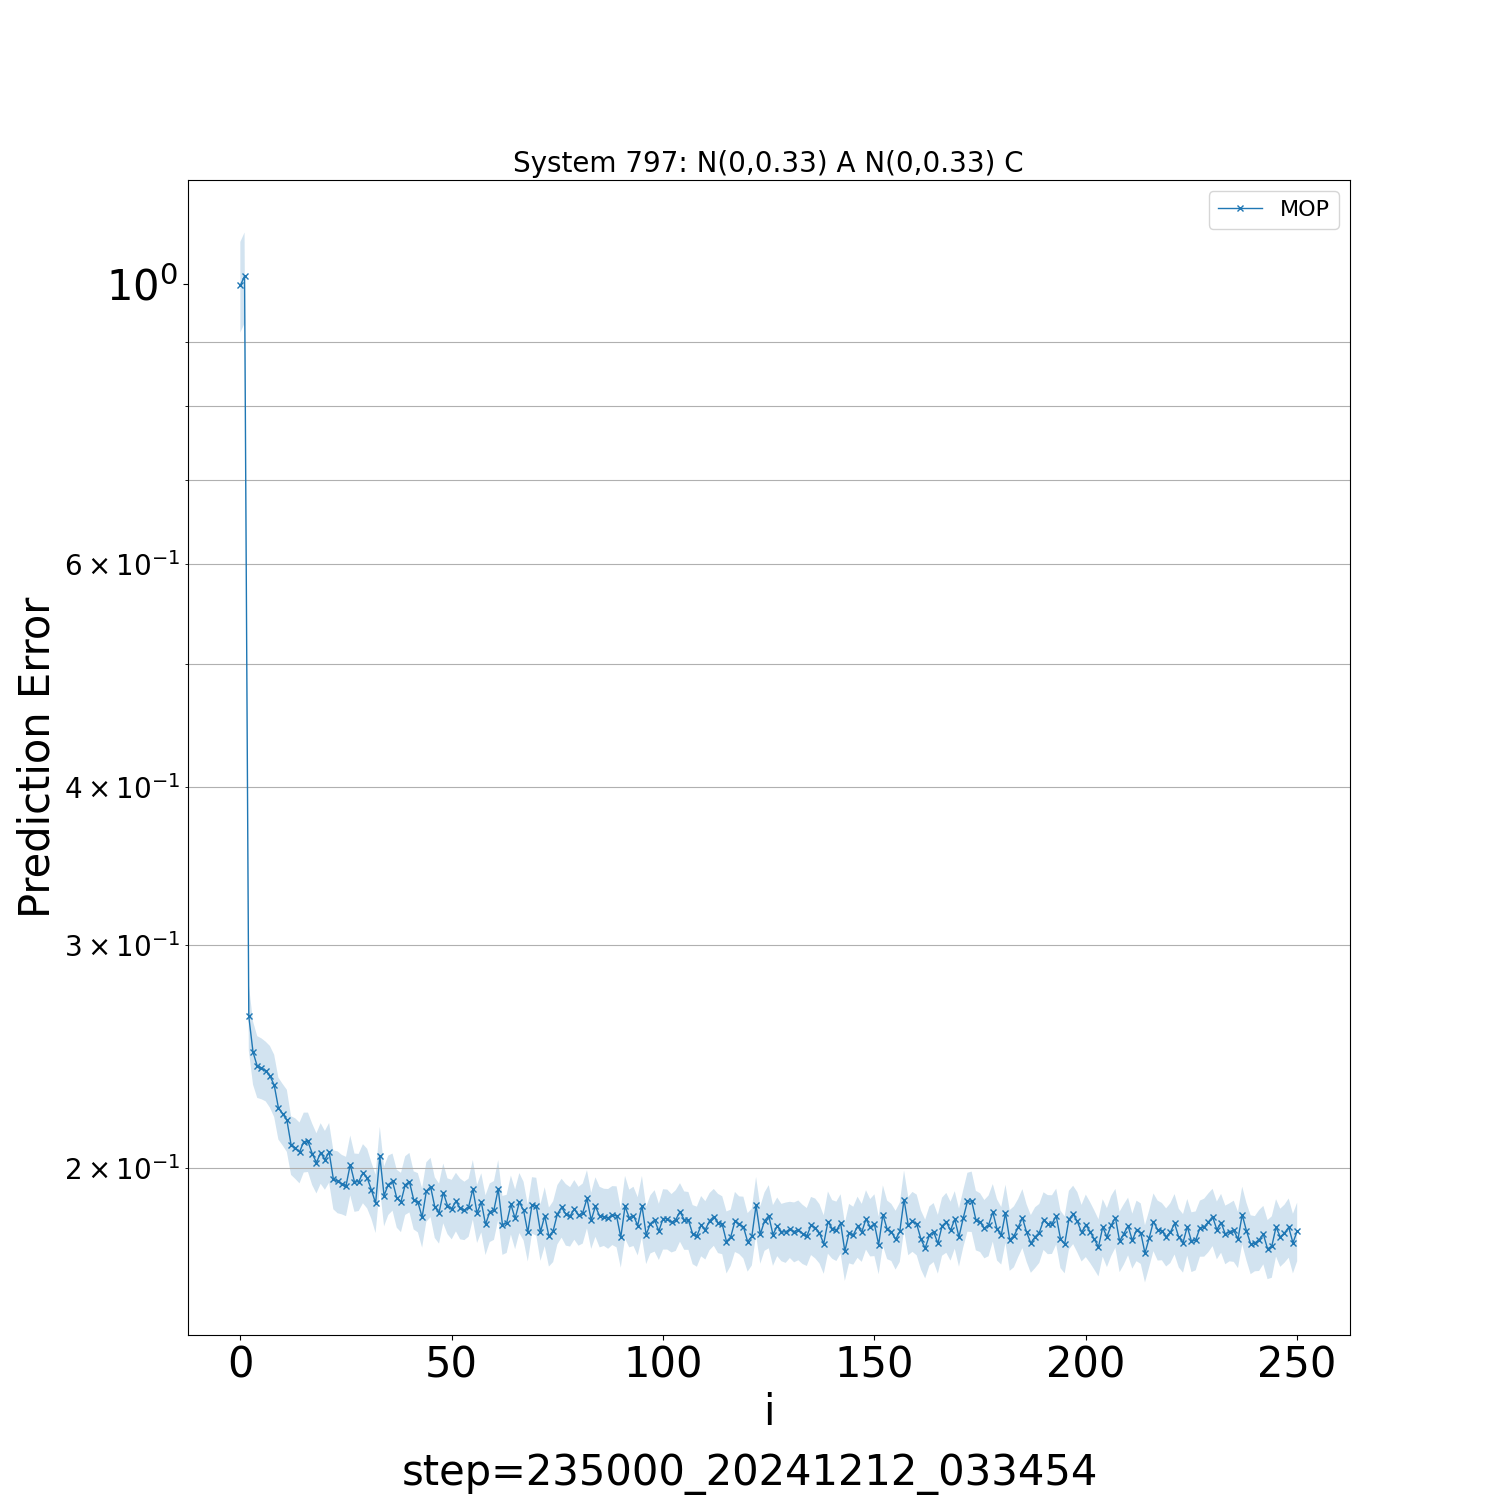 System 797: N(0,0.33) A N(0,0.33) C
MOP
10⁰
6 × 10⁻¹
4 × 10⁻¹
3 × 10⁻¹
2 × 10⁻¹
Prediction Error
0 50 100 150 200 250
i
step=235000_20241212_033454